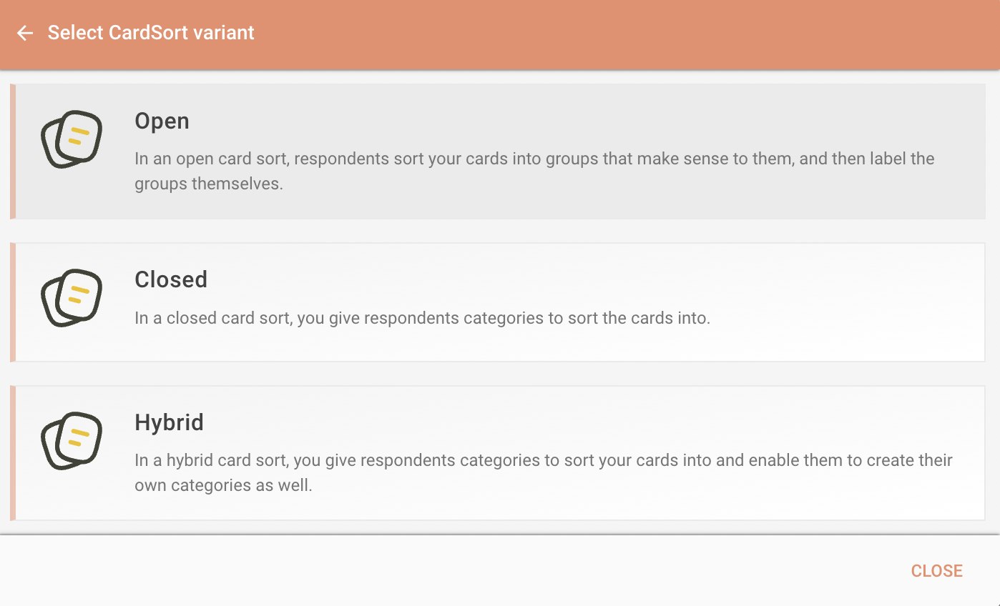 Select CardSort variant
Open
In an open card sort, respondents sort your cards into groups that make sense to them, and then label the
groups themselves.
Closed
In a closed card sort, you give respondents categories to sort the cards into.
Hybrid
In a hybrid card sort, you give respondents categories to sort your cards into and enable them to create their
own categories as well.
CLOSE